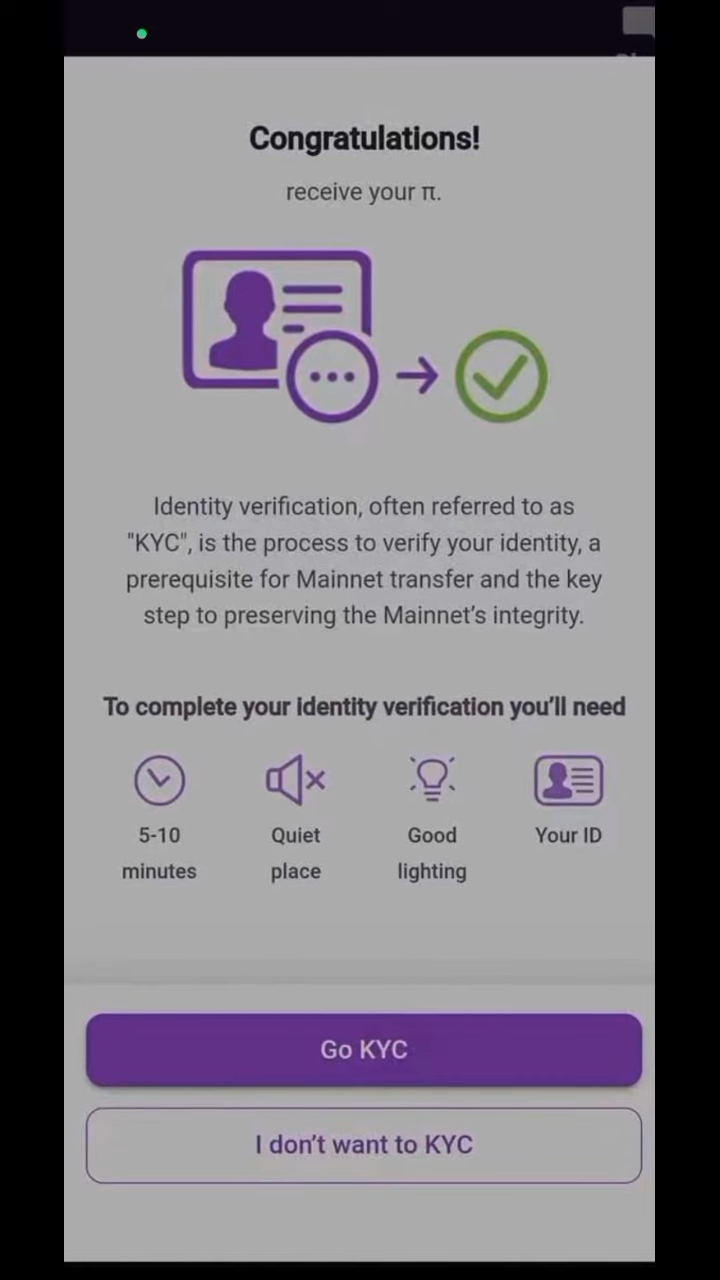 Congratulations!
receive your π.
Identity verification, often referred to as
"KYC", is the process to verify your identity, a
prerequisite for Mainnet transfer and the key
step to preserving the Mainnet’s integrity.
To complete your identity verification you’ll need
5-10
minutes
Quiet
place
Good
lighting
Your ID
Go KYC
I don’t want to KYC